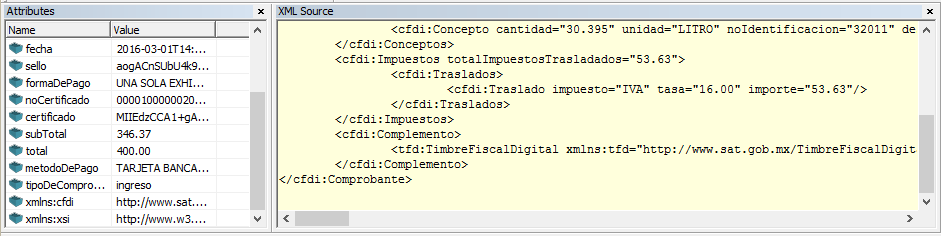 Attributes
Name Value
fecha 2016-03-01T14:...
sello aogACnSUbU4k9...
formaDePago UNA SOLA EXHI...
noCertificado 0000100000020...
certificado MIIEdzCCA1+gA...
subTotal 346.37
total 400.00
metodoDePago TARJETA BANCA...
tipoDeCompro... ingreso
xmlns:cfdi http://www.sat....
xmlns:xsi http://www.w3....
XML Source
<cfdi:Concepto cantidad="30.395" unidad="LITRO" noIdentificacion="32011" de
</cfdi:Conceptos>
<cfdi:Impuestos totalImpuestosTrasladados="53.63">
<cfdi:Traslados>
<cfdi:Traslado impuesto="IVA" tasa="16.00" importe="53.63"/>
</cfdi:Traslados>
</cfdi:Impuestos>
<cfdi:Complemento>
<tfd:TimbreFiscalDigital xmlns:tfd="http://www.sat.gob.mx/TimbreFiscalDigit
</cfdi:Complemento>
</cfdi:Comprobante>